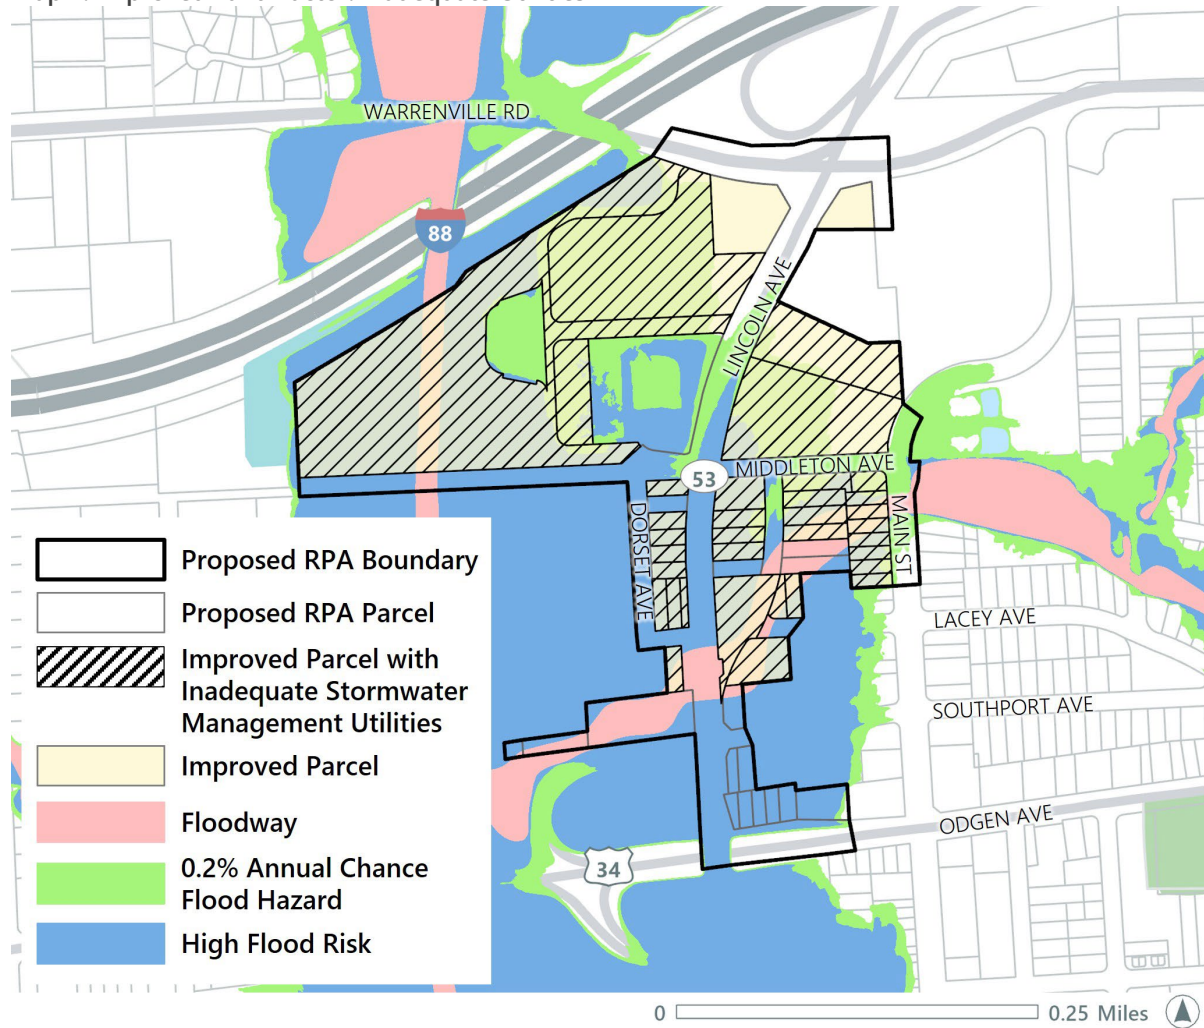 WARRENVILLE RD
88
LINCOLN AVE
53
MIDDLETON AVE
DORSET AVE
MAIN ST
LACEY AVE
SOUTHPORT AVE
ODGEN AVE
34
Proposed RPA Boundary
Proposed RPA Parcel
Improved Parcel with
Inadequate Stormwater
Management Utilities
Improved Parcel
Floodway
0.2% Annual Chance
Flood Hazard
High Flood Risk
0 0.25 Miles